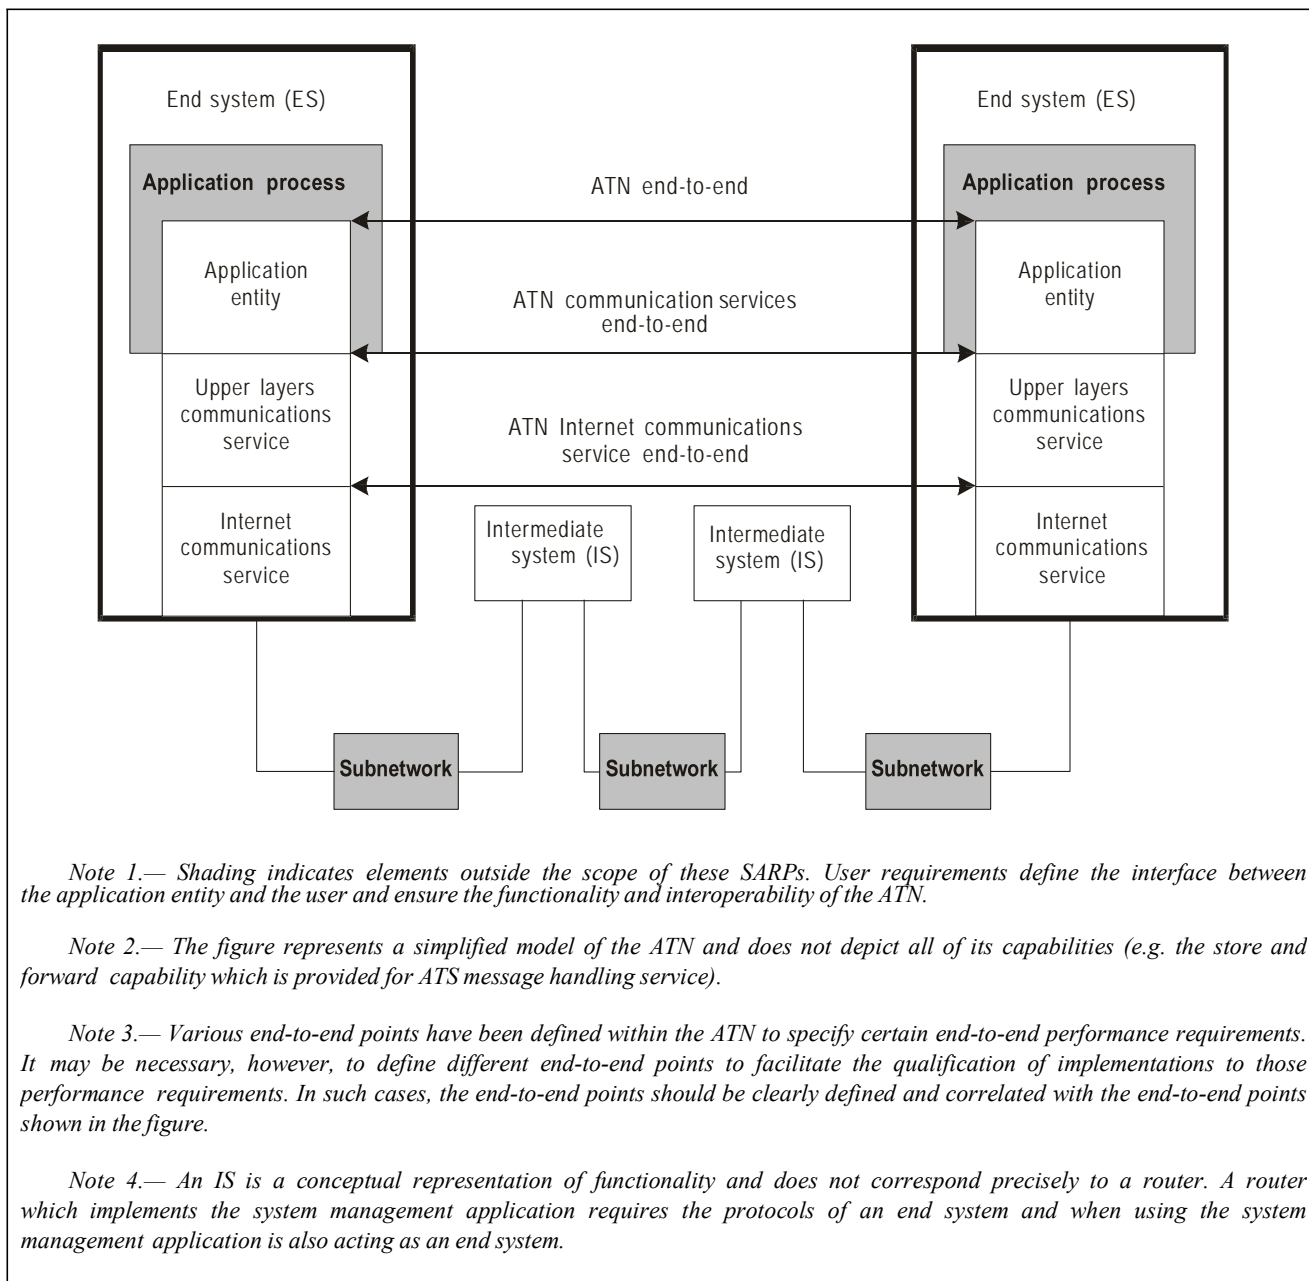 End system (ES)
End system (ES)
Application process
ATN end-to-end
Application process
Application
entity
ATN communication services
end-to-end
Application
entity
Upper layers
communications
service
ATN Internet communications
service end-to-end
Upper layers
communications
service
Internet
communications
service
Intermediate
system (IS)
Intermediate
system (IS)
Internet
communications
service
Subnetwork
Subnetwork
Subnetwork
Note 1.— Shading indicates elements outside the scope of these SARPs. User requirements define the interface between
the application entity and the user and ensure the functionality and interoperability of the ATN.
Note 2.— The figure represents a simplified model of the ATN and does not depict all of its capabilities (e.g. the store and
forward capability which is provided for ATS message handling service).
Note 3.— Various end-to-end points have been defined within the ATN to specify certain end-to-end performance requirements.
It may be necessary, however, to define different end-to-end points to facilitate the qualification of implementations to those
performance requirements. In such cases, the end-to-end points should be clearly defined and correlated with the end-to-end points
shown in the figure.
Note 4.— An IS is a conceptual representation of functionality and does not correspond precisely to a router. A router
which implements the system management application requires the protocols of an end system and when using the system
management application is also acting as an end system.